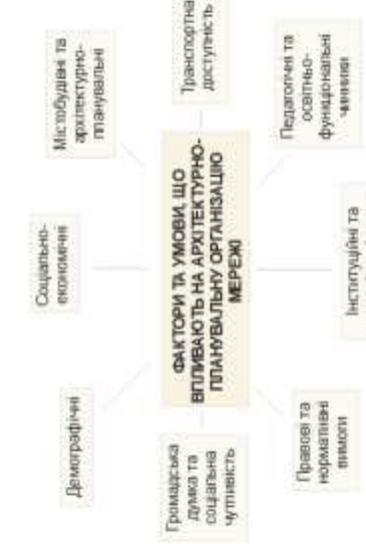 Демографічні
Соціально-
економічні
Містобудівні та
архітектурно-
планувальні
Громадська
думка та
соціальна
чутливість
ФАКТОРИ ТА УМОВИ, ЩО
ВПЛИВАЮТЬ НА АРХІТЕКТУРНО-
ПЛАНУВАЛЬНУ ОРГАНІЗАЦІЮ
МЕРЕЖІ
Транспортна
доступність
Правові та
нормативні
вимоги
Інституційні та
Педагогічні та
освітньо-
функціональні
чинники